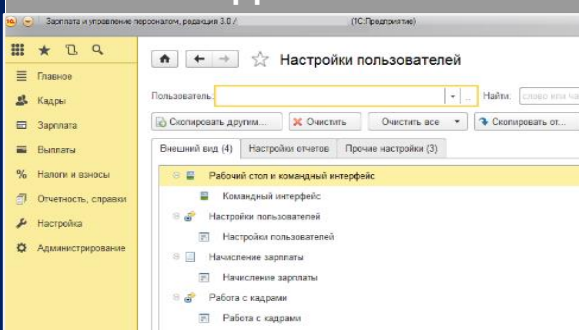 Зарплата и управление персоналом, редакция 3.0 / (1С:Предприятие)
Главное
Кадры
Зарплата
Выплаты
Налоги и взносы
Отчетность, справки
Настройка
Администрирование
Настройки пользователей
Пользователь: Найти: слово или
Скопировать другим... Очистить Очистить все Скопировать от...
Внешний вид (4) Настройки отчетов Прочие настройки (3)
Рабочий стол и командный интерфейс
Командный интерфейс
Настройки пользователей
Настройки пользователей
Начисление зарплаты
Начисление зарплаты
Работа с кадрами
Работа с кадрами